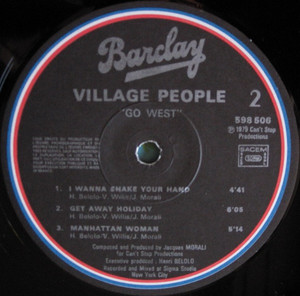 Barclay
VILLAGE PEOPLE
"GO WEST"
2
598 506
℗ 1979 Can't Stop
Productions
SACEM
1. I WANNA SHAKE YOUR HAND 4'41
H. Belolo-V. Willis/J. Morali
2. GET AWAY HOLIDAY 6'05
H. Belolo-V. Willis/J. Morali
3. MANHATTAN WOMAN 5'14
H. Belolo-V. Willis/J. Morali
Composed and Produced by Jacques MORALI
for Can't Stop Productions
Executive producer : Henri BELOLO
Recorded and Mixed at Sigma Studio
New York City